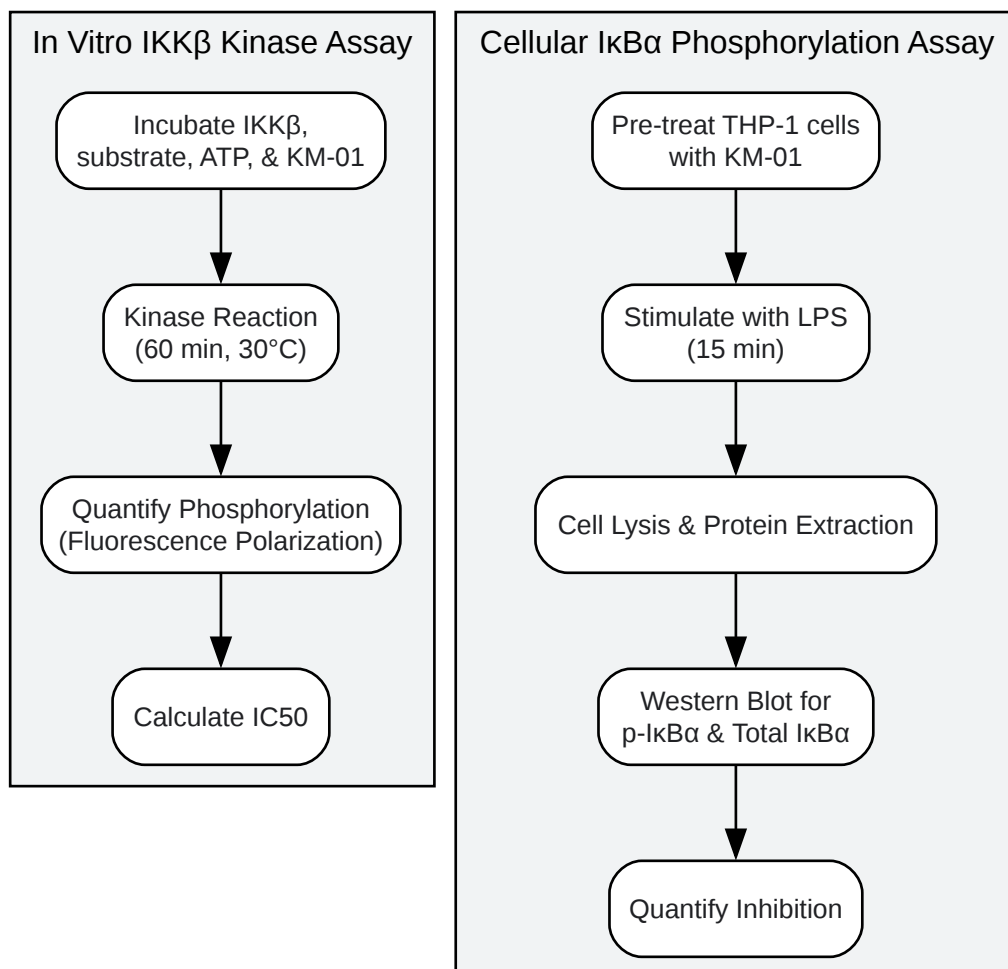 In Vitro IKKβ Kinase Assay
Incubate IKKβ,
substrate, ATP, & KM-01
Kinase Reaction
(60 min, 30°C)
Quantify Phosphorylation
(Fluorescence Polarization)
Calculate IC50
Cellular IκBα Phosphorylation Assay
Pre-treat THP-1 cells
with KM-01
Stimulate with LPS
(15 min)
Cell Lysis & Protein Extraction
Western Blot for
p-IκBα & Total IκBα
Quantify Inhibition